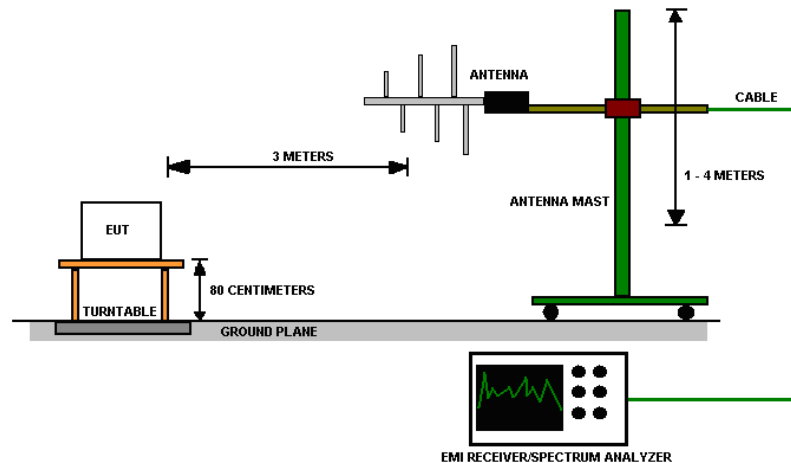 ANTENNA
CABLE
3 METERS
1 - 4 METERS
ANTENNA MAST
EUT
80 CENTIMETERS
TURNTABLE
GROUND PLANE
EMI RECEIVER/SPECTRUM ANALYZER